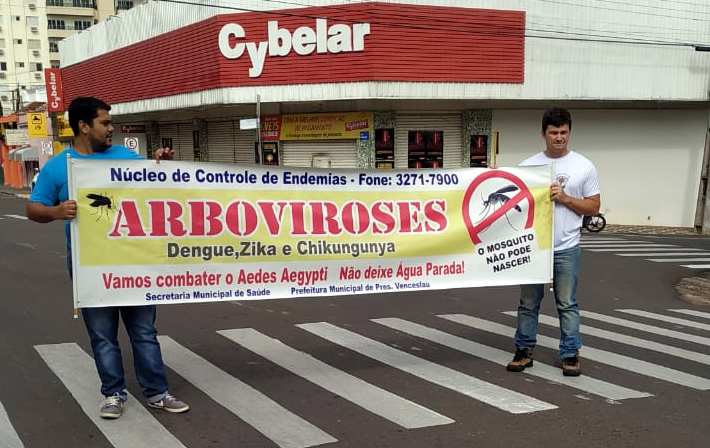 Cybelar
Cybelar
Núcleo de Controle de Endemias - Fone: 3271-7900
ARBOVIROSES
Dengue,Zika e Chikungunya
Vamos combater o Aedes Aegypti Não deixe Água Parada!
Secretaria Municipal de Saúde Prefeitura Municipal de Pres. Venceslau
O MOSQUITO
NÃO PODE
NASCER!